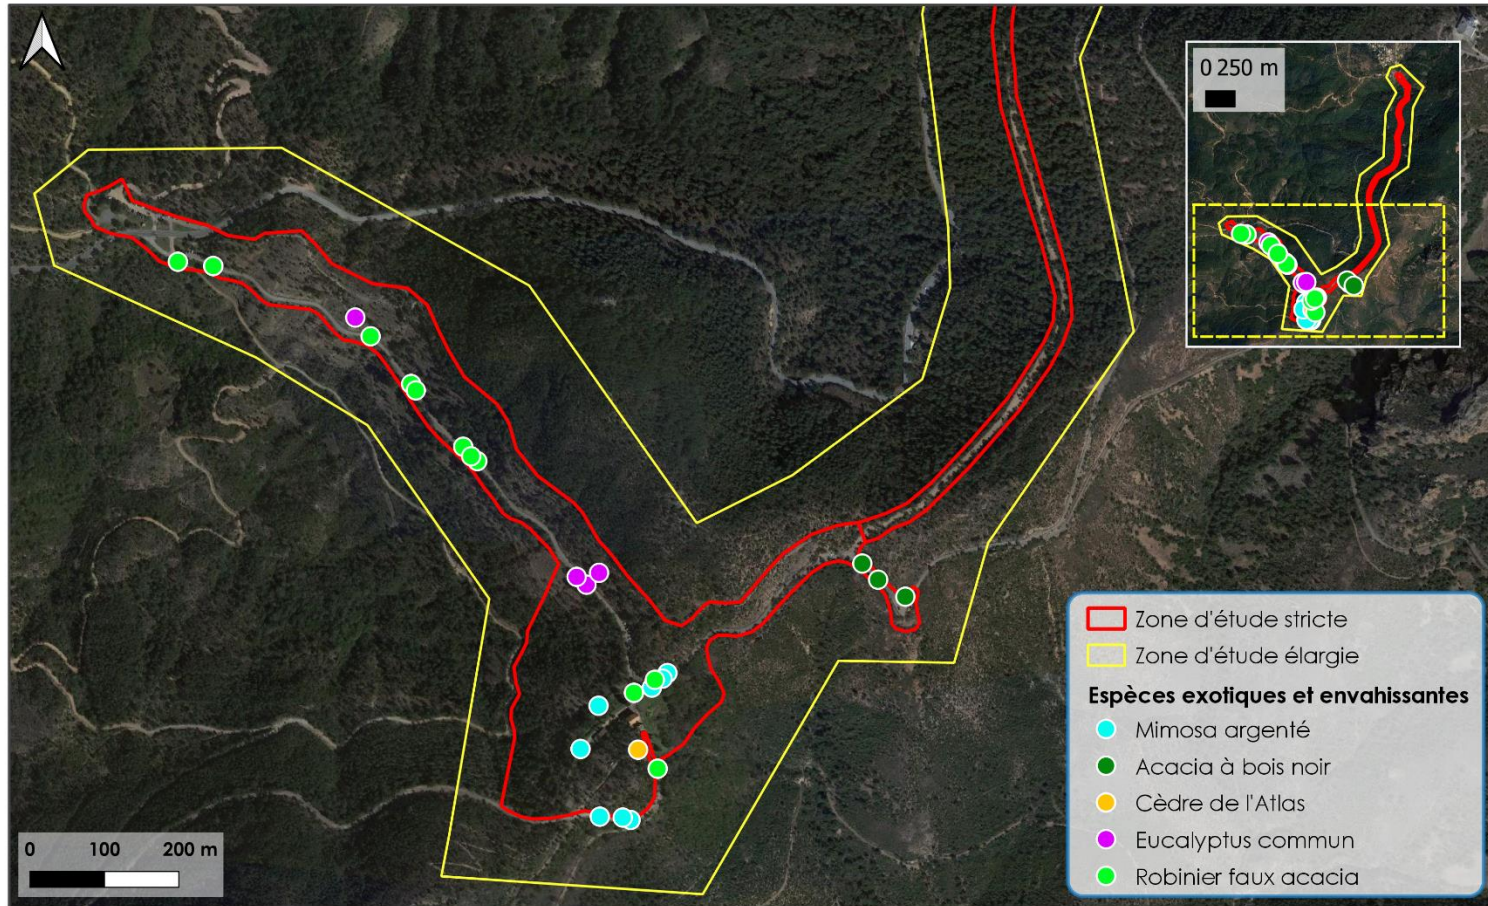 0 250 m
Zone d'étude stricte
Zone d'étude élargie
Espèces exotiques et envahissantes
Mimosa argenté
Acacia à bois noir
Cèdre de l'Atlas
Eucalyptus commun
Robinier faux acacia
0 100 200 m